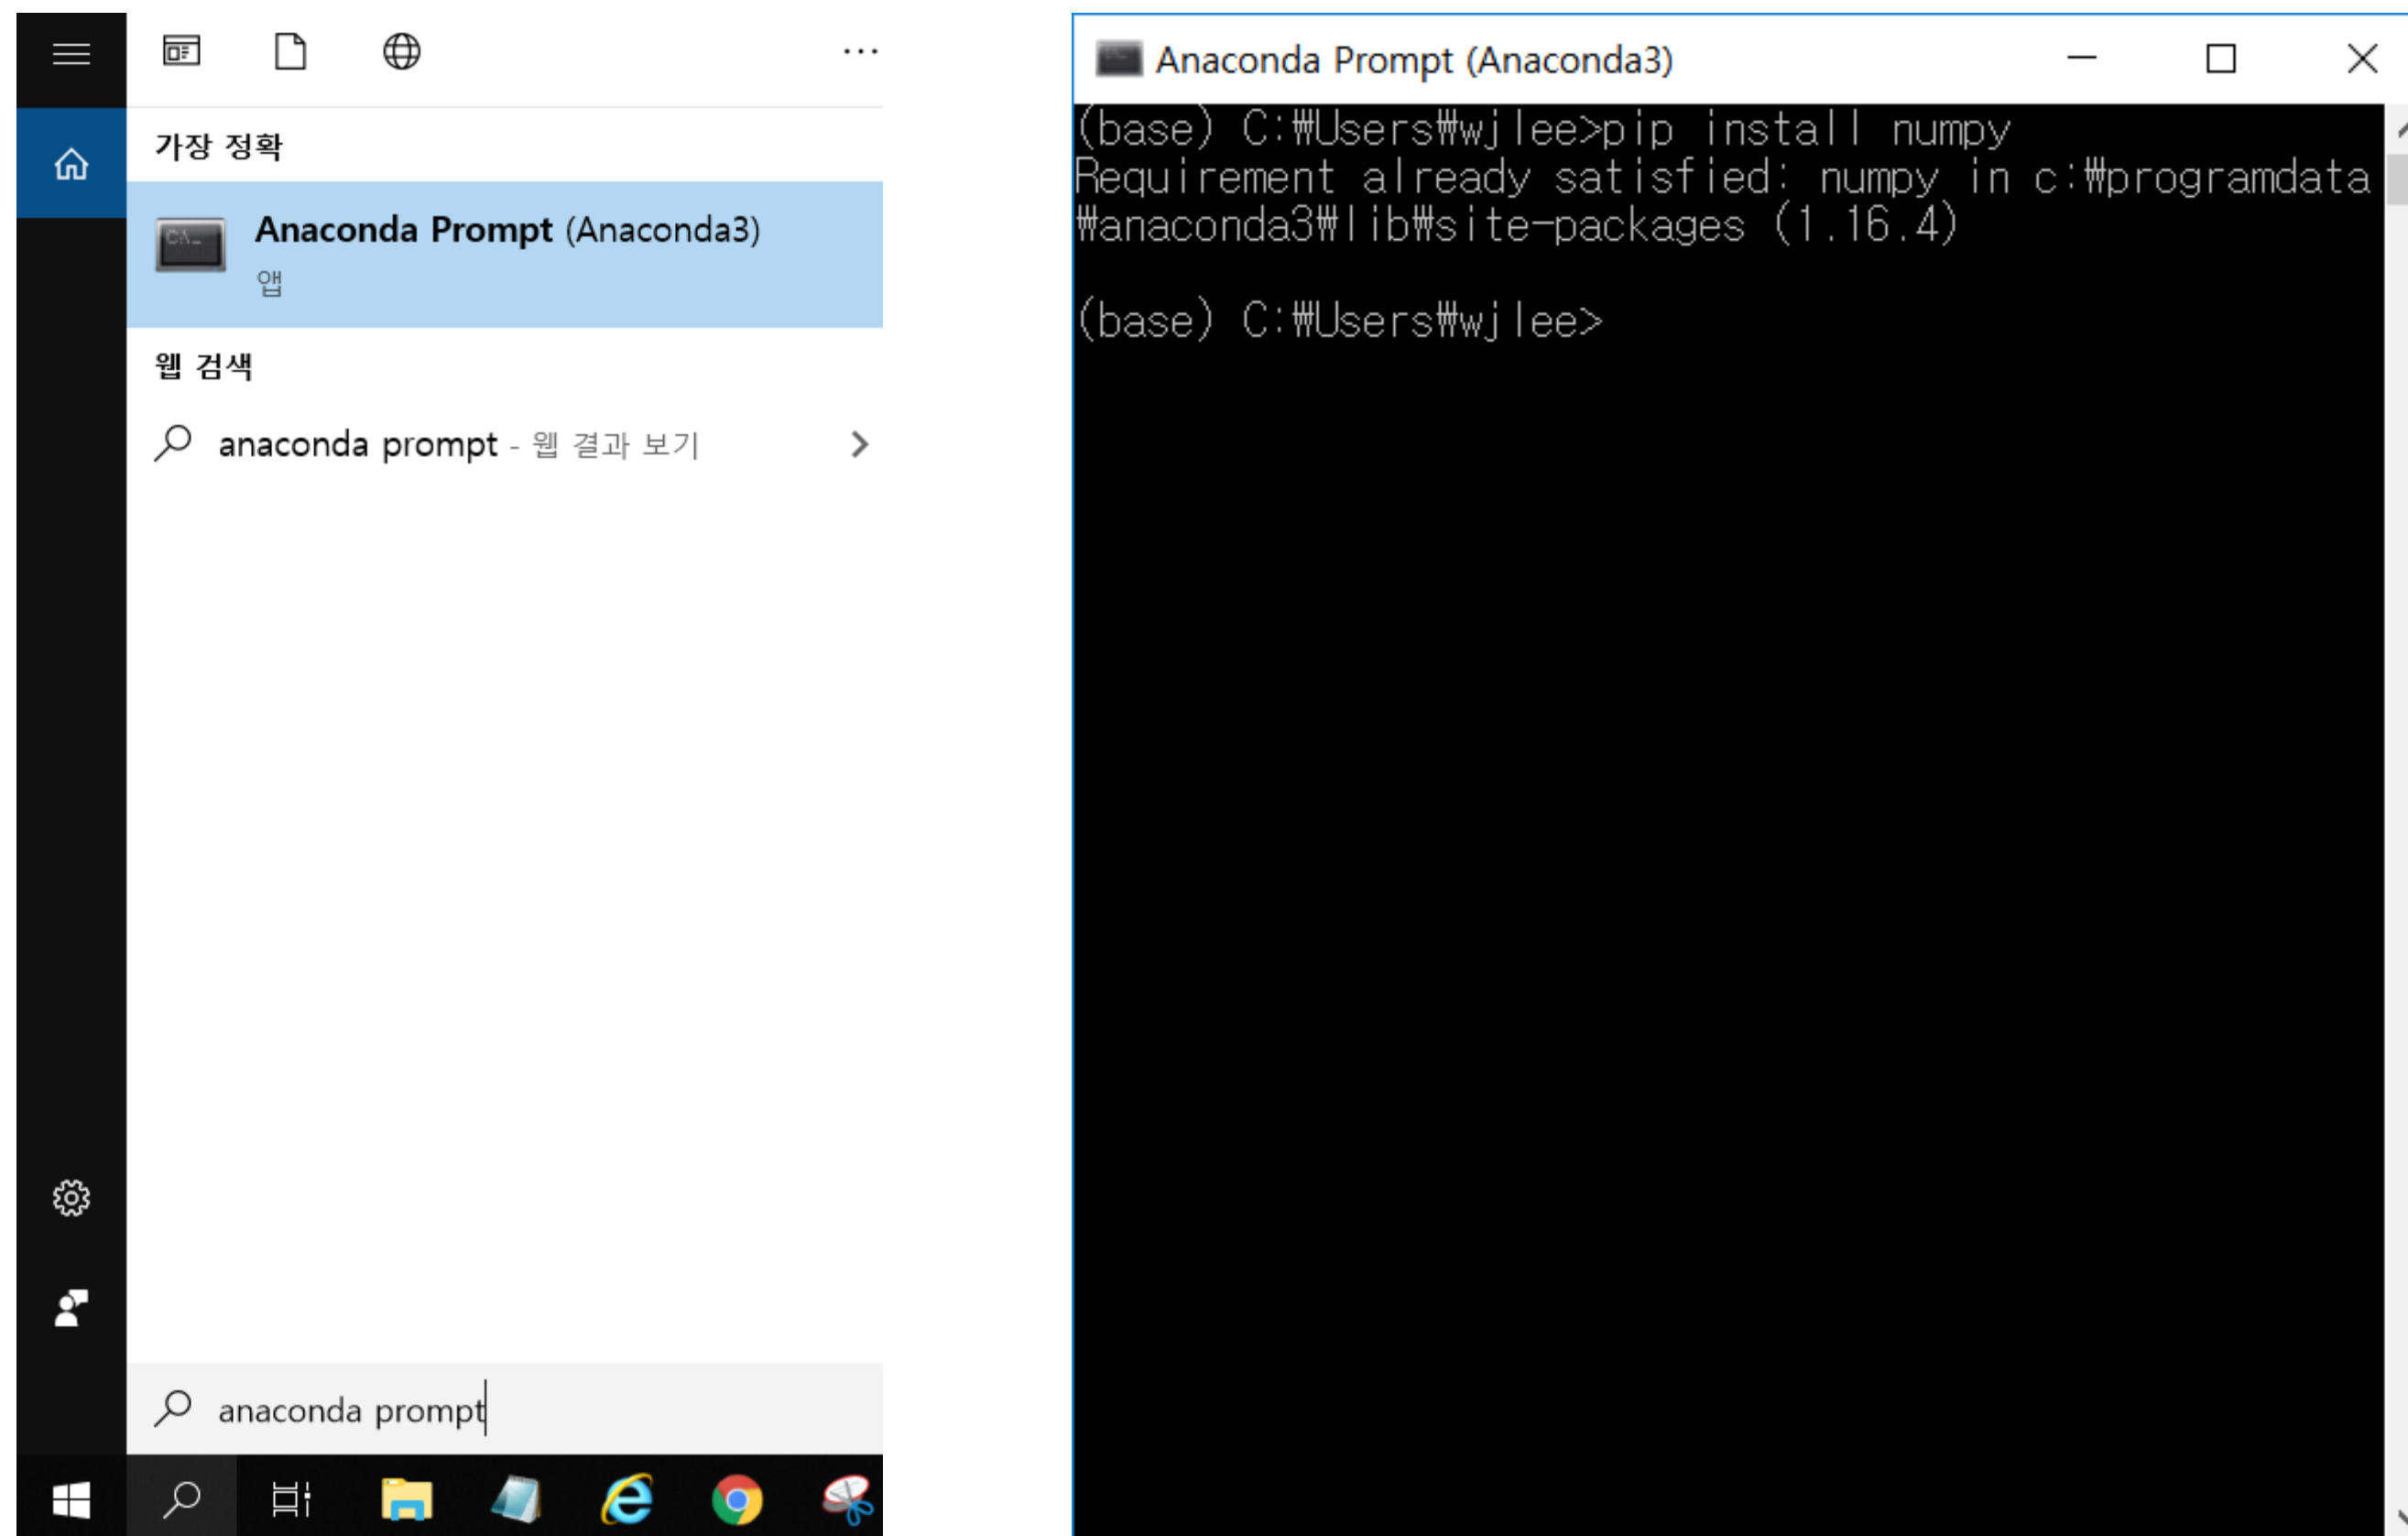 가장 정확
Anaconda Prompt (Anaconda3)
앱
웹 검색
anaconda prompt - 웹 결과 보기
anaconda prompt
Anaconda Prompt (Anaconda3)
(base) C:₩Users₩wjlee>pip install numpy
Requirement already satisfied: numpy in c:₩programdata
₩anaconda3₩lib₩site-packages (1.16.4)
(base) C:₩Users₩wjlee>